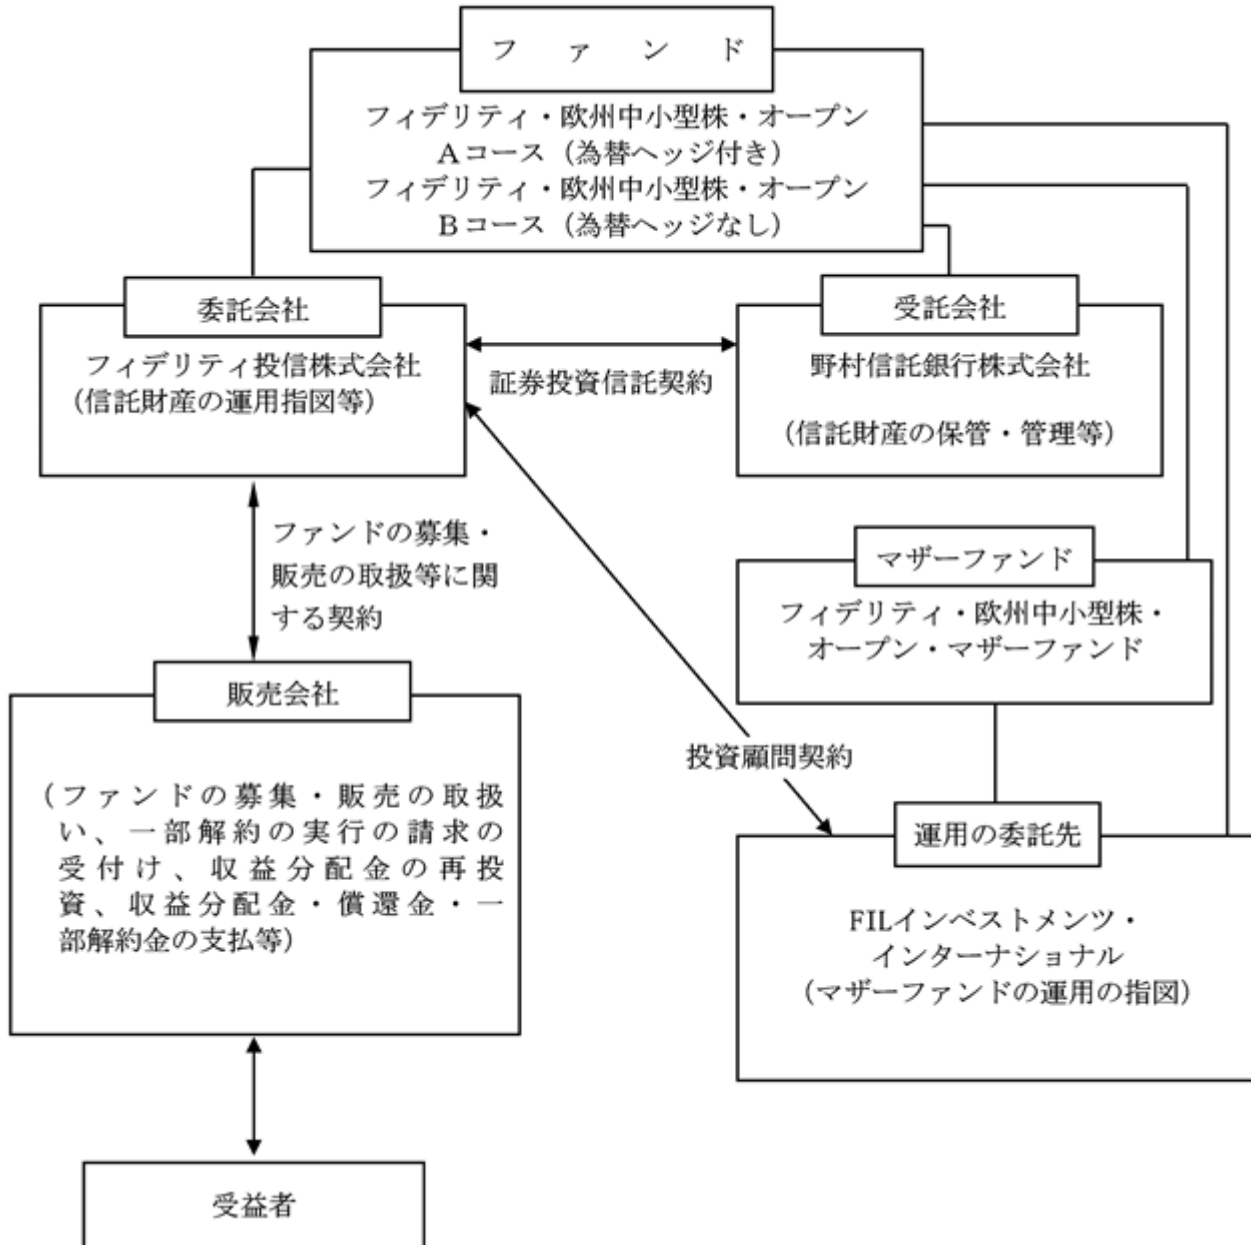 ファンド
フィデリティ・欧州中小型株・オープン
Aコース（為替ヘッジ付き）
フィデリティ・欧州中小型株・オープン
Bコース（為替ヘッジなし）
委託会社
フィデリティ投信株式会社
（信託財産の運用指図等）
証券投資信託契約
受託会社
野村信託銀行株式会社
（信託財産の保管・管理等）
ファンドの募集・
販売の取扱等に関
する契約
マザーファンド
フィデリティ・欧州中小型株・
オープン・マザーファンド
販売会社
（ファンドの募集・販売の取扱
い、一部解約の実行の請求の
受付け、収益分配金の再投
資、収益分配金・償還金・一
部解約金の支払等）
投資顧問契約
運用の委託先
FILインベストメンツ・
インターナショナル
（マザーファンドの運用の指図）
受益者